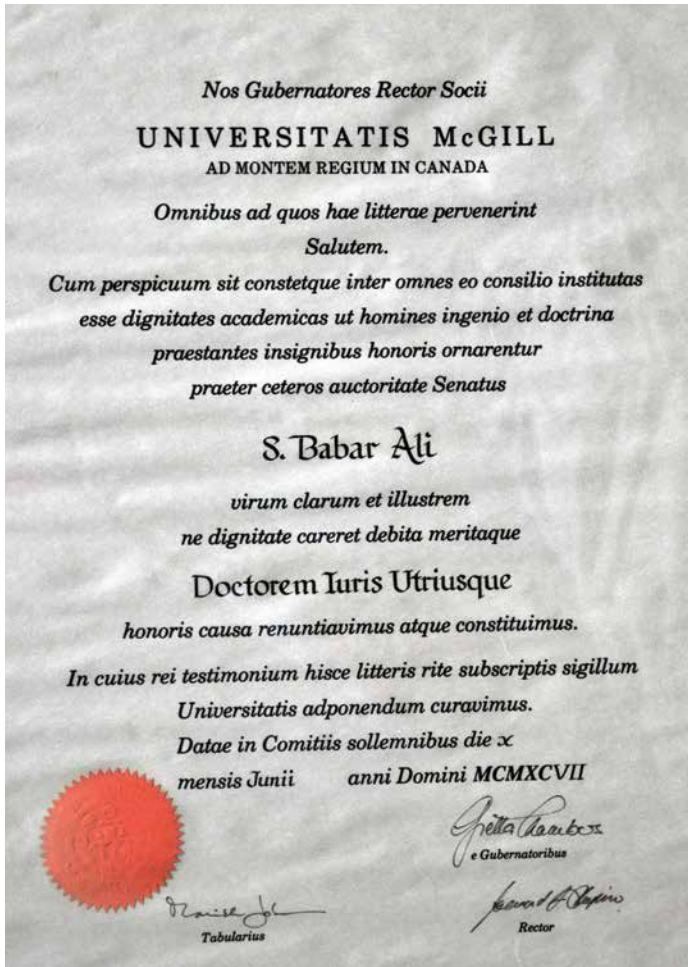 Nos Gubernatores Rector Socii
UNIVERSITATIS McGILL
AD MONTEM REGIUM IN CANADA
Omnibus ad quos hae litterae pervenerint
Salutem.
Cum perspicuum sit constetque inter omnes eo consilio institutas
esse dignitates academicas ut homines ingenio et doctrina
praestantes insignibus honoris ornarentur
praeter ceteros auctoritate Senatus
S. Babar Ali
virum clarum et illustrem
ne dignitate careret debita meritaque
Doctorem Iuris Utriusque
honoris causa renuntiavimus atque constituimus.
In cuius rei testimonium hisce litteris rite subscriptis sigillum
Universitatis adponendum curavimus.
Datae in Comitiis sollemnibus die x
mensis Junii anni Domini MCMXCVII
Gretta Chambers
e Gubernatoribus
Tabularius
Rector